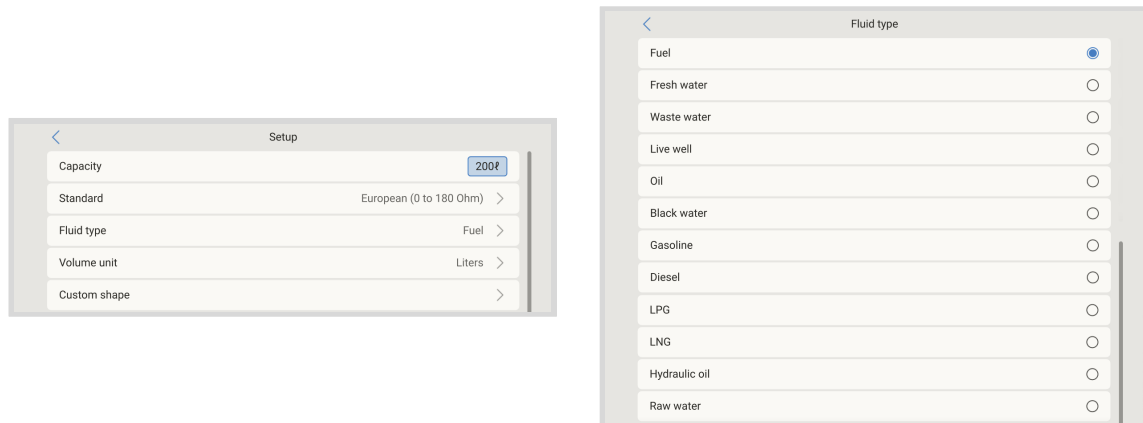 Setup
Capacity 200ℓ
Standard European (0 to 180 Ohm)
Fluid type Fuel
Volume unit Liters
Custom shape
Fluid type
Fuel
Fresh water
Waste water
Live well
Oil
Black water
Gasoline
Diesel
LPG
LNG
Hydraulic oil
Raw water